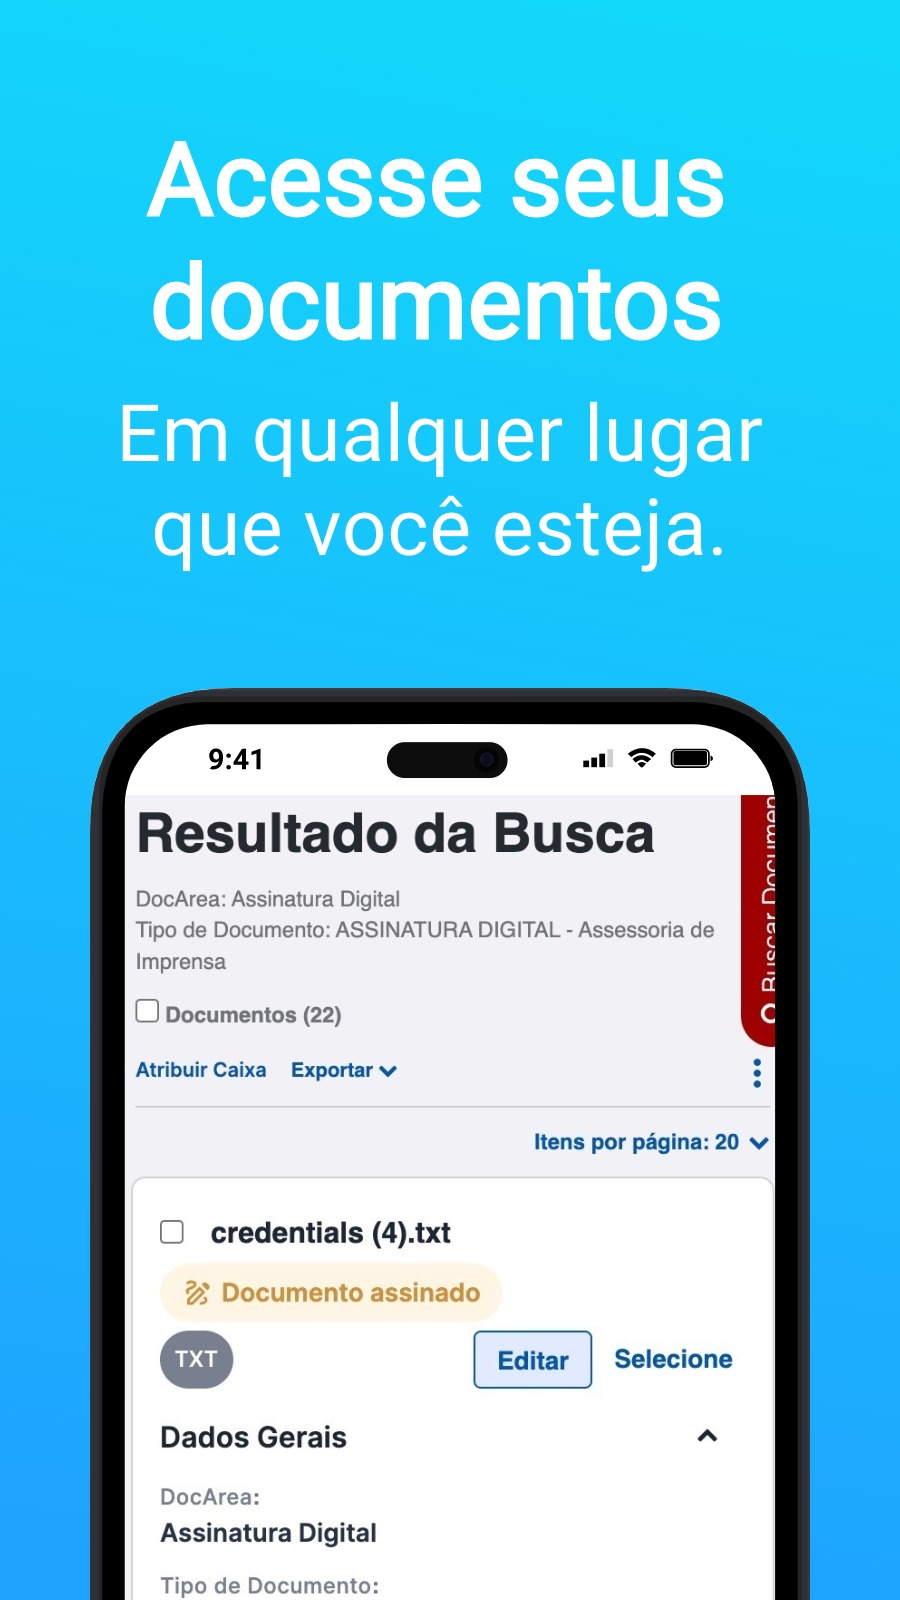 Acesse seus
documentos
Em qualquer lugar
que você esteja.
9:41
Resultado da Busca
DocArea: Assinatura Digital
Tipo de Documento: ASSINATURA DIGITAL - Assessoria de
Imprensa
Buscar Documen
Documentos (22)
Atribuir Caixa Exportar
Itens por página: 20
credentials (4).txt
Documento assinado
TXT Editar Selecione
Dados Gerais
DocArea:
Assinatura Digital
Tipo de Documento: